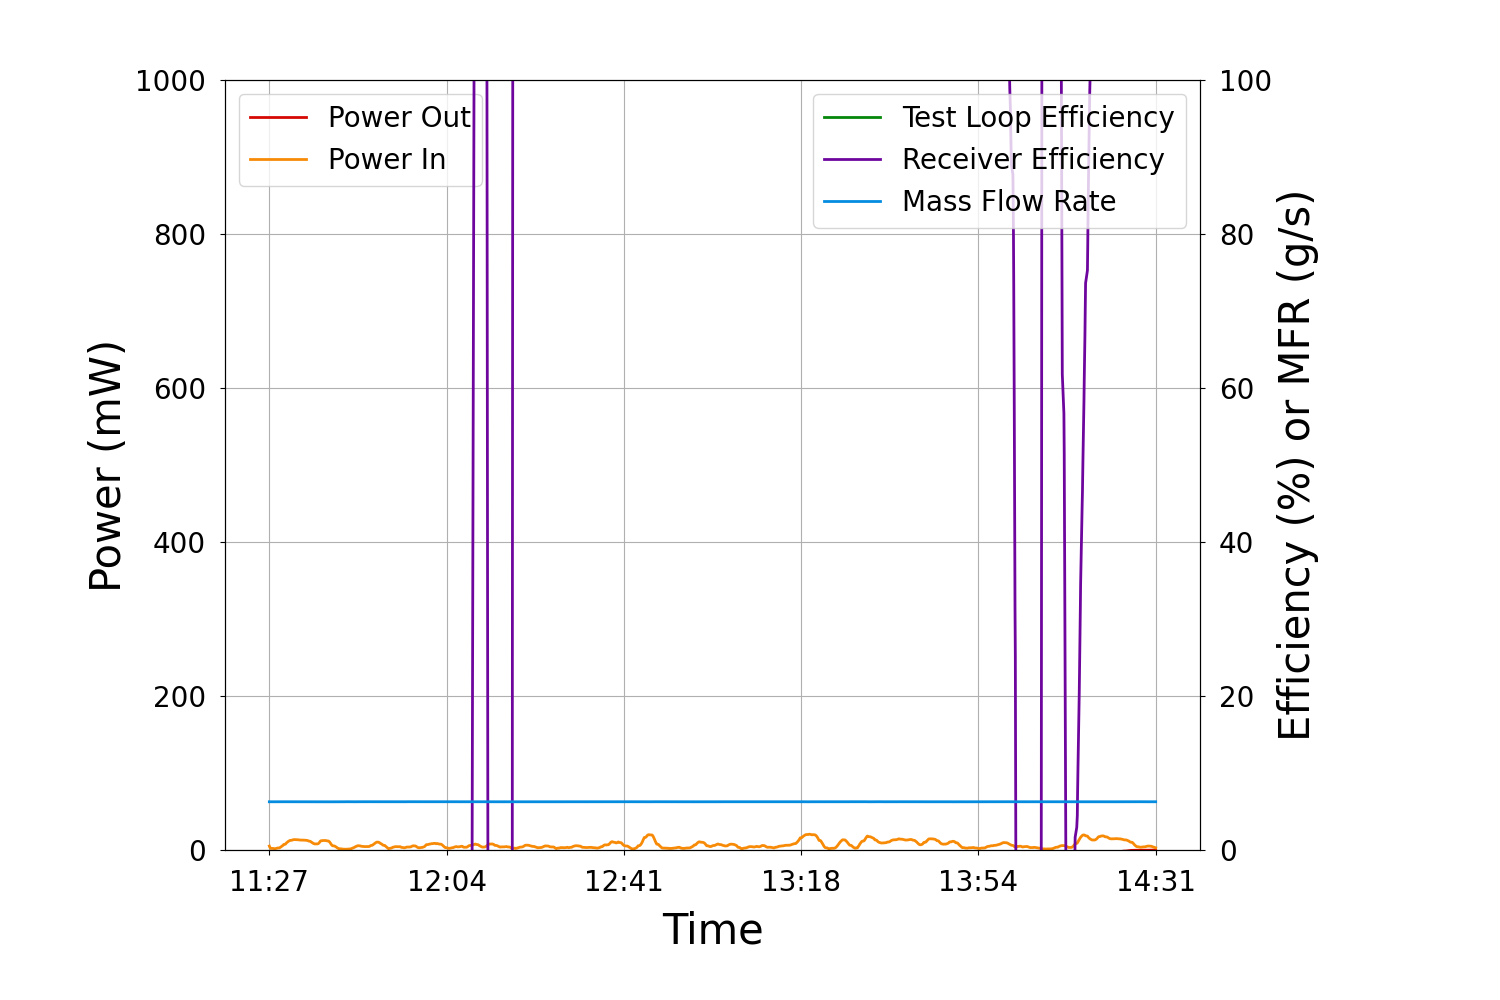 1000
800
600
400
200
0
Power (mW)
Power Out
Power In
Test Loop Efficiency
Receiver Efficiency
Mass Flow Rate
100
80
60
40
20
0
Efficiency (%) or MFR (g/s)
11:27 12:04 12:41 13:18 13:54 14:31
Time